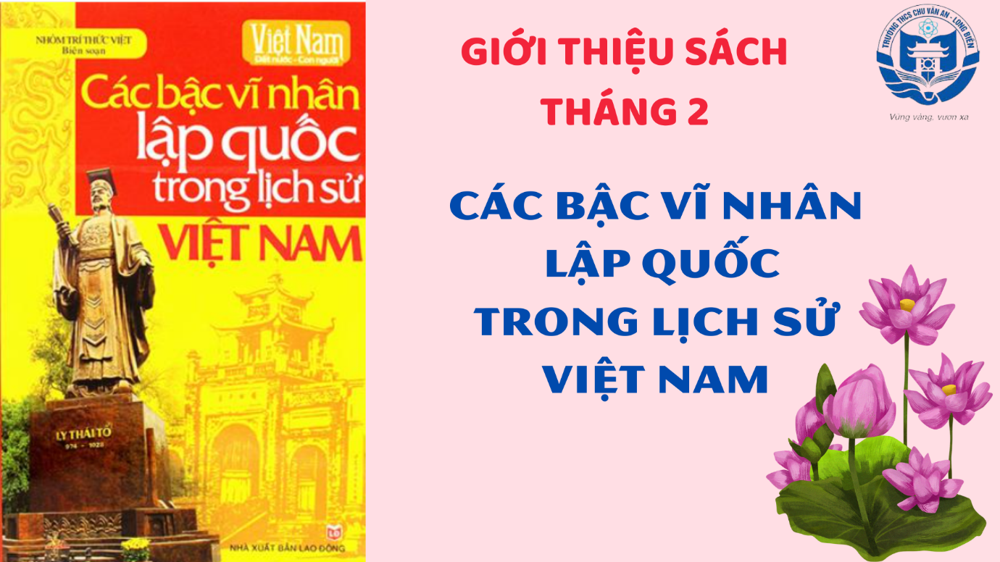 NHÓM TRÍ THỨC VIỆT
Biên soạn
Việt Nam
Đất nước - Con người
Các bậc vĩ nhân
lập quốc
trong lịch sử
VIỆT NAM
LÝ THÁI TỔ
974 - 1028
NHÀ XUẤT BẢN LAO ĐỘNG
GIỚI THIỆU SÁCH
THÁNG 2
CÁC BẬC VĨ NHÂN
LẬP QUỐC
TRONG LỊCH SỬ
VIỆT NAM
TRƯỜNG THCS CHU VĂN AN - LONG BIÊN
Vững vàng, vươn xa